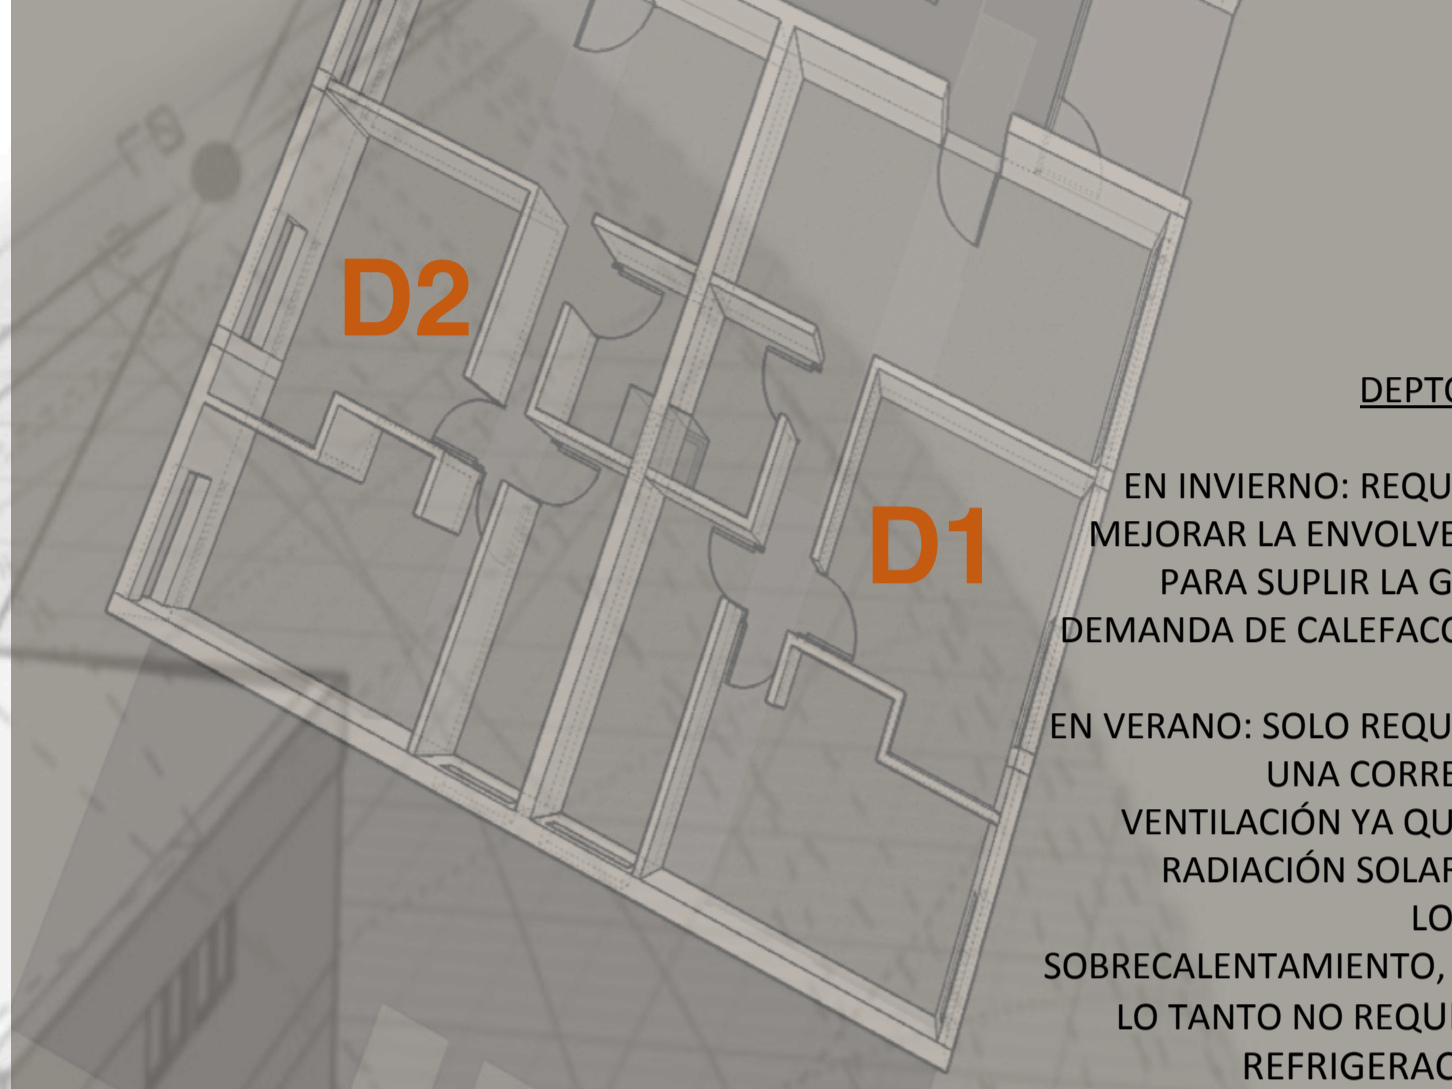 D2
D1
DEPTO
EN INVIERNO: REQU
MEJORAR LA ENVOLVE
PARA SUPLIR LA G
DEMANDA DE CALEFACC
EN VERANO: SOLO REQU
UNA CORRE
VENTILACIÓN YA QU
RADIACIÓN SOLAR
LO
SOBRECALENTAMIENTO,
LO TANTO NO REQUI
REFRIGERAC